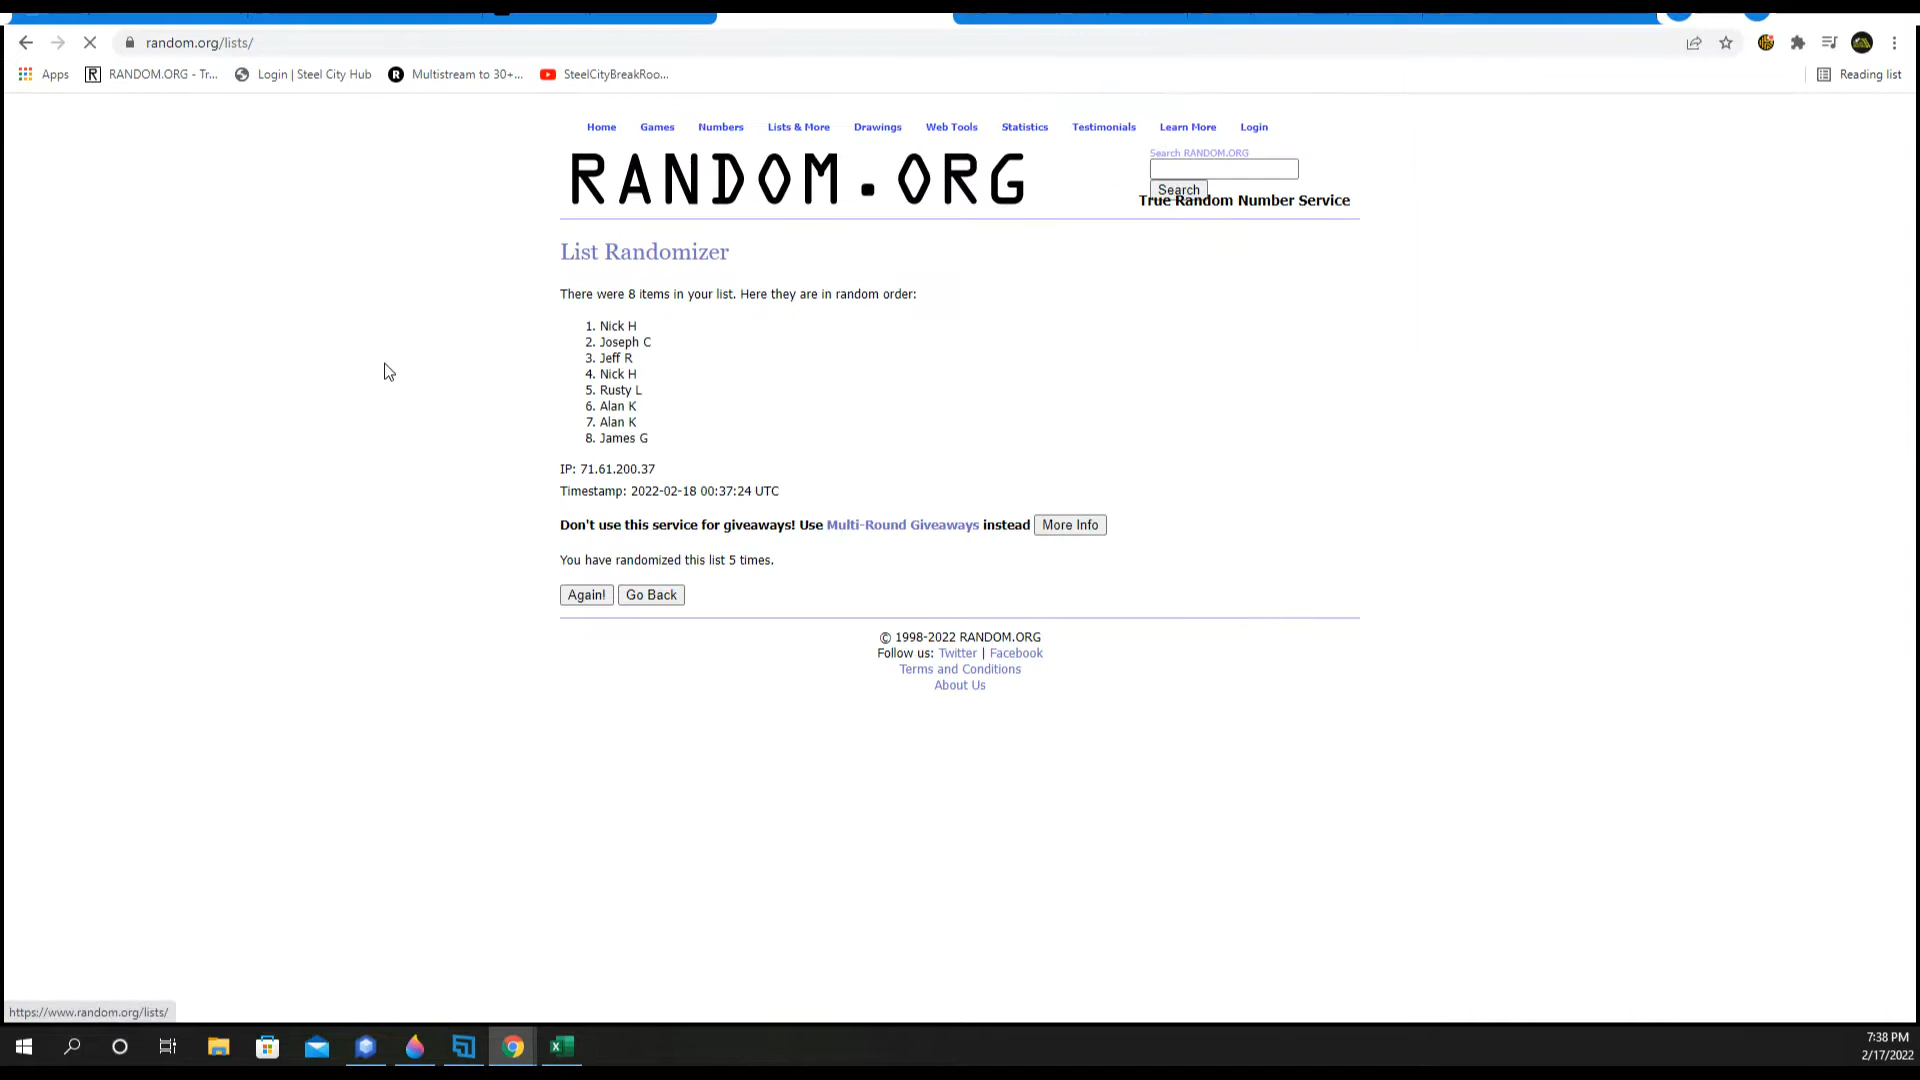 random.org/lists/
Apps RANDOM.ORG - Tr... Login | Steel City Hub Multistream to 30+... SteelCityBreakRoo... Reading list
Home Games Numbers Lists & More Drawings Web Tools Statistics Testimonials Learn More Login
RANDOM.ORG
Search RANDOM.ORG
Search
True Random Number Service
List Randomizer
There were 8 items in your list. Here they are in random order:
1. Nick H
2. Joseph C
3. Jeff R
4. Nick H
5. Rusty L
6. Alan K
7. Alan K
8. James G
IP: 71.61.200.37
Timestamp: 2022-02-18 00:37:24 UTC
Don't use this service for giveaways! Use Multi-Round Giveaways instead More Info
You have randomized this list 5 times.
Again! Go Back
© 1998-2022 RANDOM.ORG
Follow us: Twitter | Facebook
Terms and Conditions
About Us
https://www.random.org/lists/
7:38 PM
2/17/2022